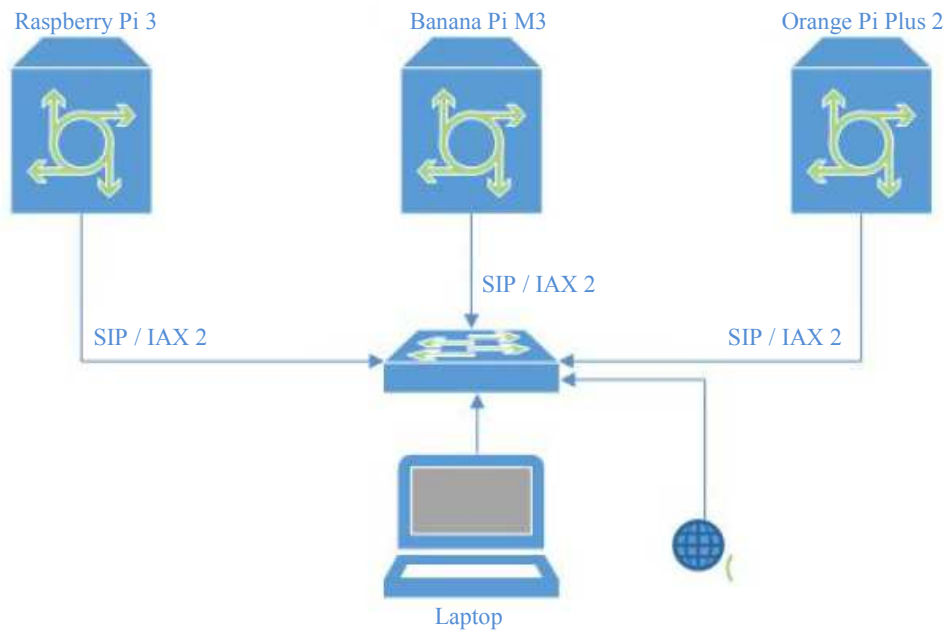 Raspberry Pi 3
Banana Pi M3
Orange Pi Plus 2
SIP / IAX 2
SIP / IAX 2
SIP / IAX 2
Laptop